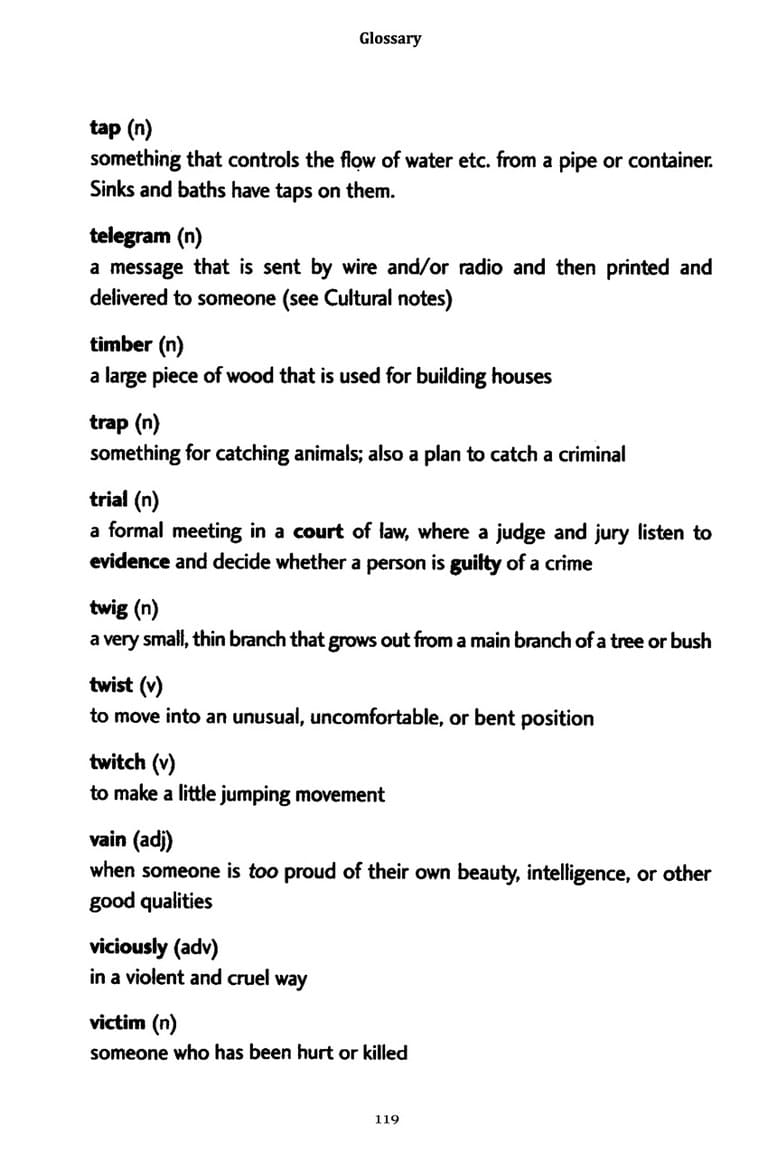 Glossary
tap (n)
something that controls the flow of water etc. from a pipe or container.
Sinks and baths have taps on them.
telegram (n)
a message that is sent by wire and/or radio and then printed and
delivered to someone (see Cultural notes)
timber (n)
a large piece of wood that is used for building houses
trap (n)
something for catching animals; also a plan to catch a criminal
trial (n)
a formal meeting in a court of law, where a judge and jury listen to
evidence and decide whether a person is guilty of a crime
twig (n)
a very small, thin branch that grows out from a main branch of a tree or bush
twist (v)
to move into an unusual, uncomfortable, or bent position
twitch (v)
to make a little jumping movement
vain (adj)
when someone is too proud of their own beauty, intelligence, or other
good qualities
viciously (adv)
in a violent and cruel way
victim (n)
someone who has been hurt or killed
119